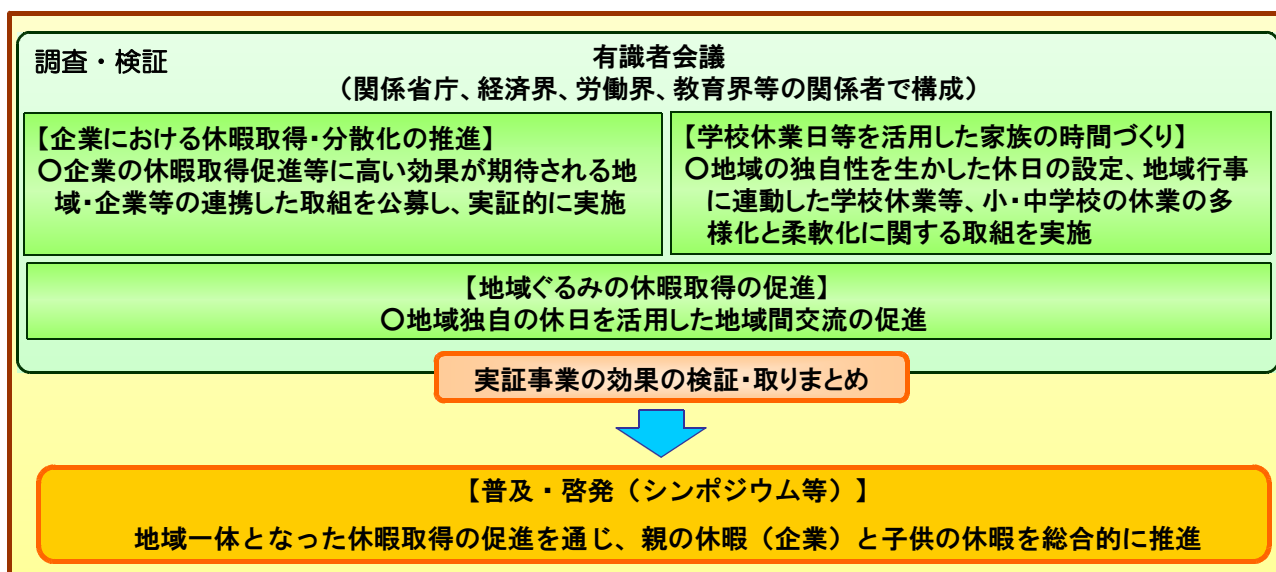 調査・検証
有識者会議
（関係省庁、経済界、労働界、教育界等の関係者で構成）
【企業における休暇取得・分散化の推進】
〇企業の休暇取得促進等に高い効果が期待される地
域・企業等の連携した取組を公募し、実証的に実施
【学校休業日等を活用した家族の時間づくり】
〇地域の独自性を生かした休日の設定、地域行事
に連動した学校休業等、小・中学校の休業の多
様化と柔軟化に関する取組を実施
【地域ぐるみの休暇取得の促進】
〇地域独自の休日を活用した地域間交流の促進
実証事業の効果の検証・取りまとめ
【普及・啓発（シンポジウム等）】
地域一体となった休暇取得の促進を通じ、親の休暇（企業）と子供の休暇を総合的に推進